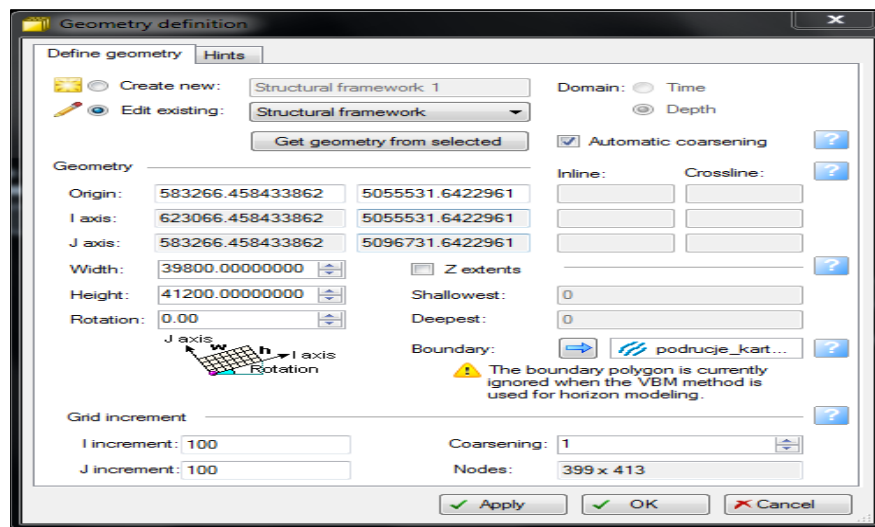 Geometry definition
Define geometry Hints
Create new: Structural framework 1 Domain: Time
Edit existing: Structural framework Depth
Get geometry from selected Automatic coarsening ?
Geometry Inline: Crossline: ?
Origin: 583266.458433862 5055531.6422961
I axis: 623066.458433862 5055531.6422961
J axis: 583266.458433862 5096731.6422961
Width: 39800.00000000 Z extents ?
Height: 41200.00000000 Shallowest: 0
Rotation: 0.00 Deepest: 0
J axis w h I axis Rotation
Boundary: podrucje_kart... ?
The boundary polygon is currently
ignored when the VBM method is
used for horizon modeling.
Grid increment ?
I increment: 100 Coarsening: 1
J increment: 100 Nodes: 399 x 413
Apply OK Cancel